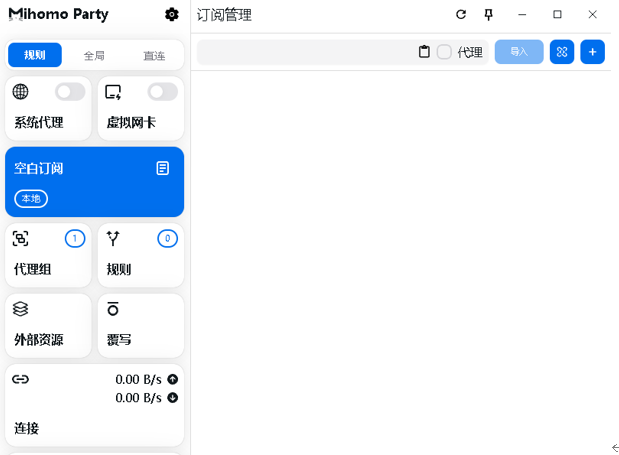 Mihomo Party
订阅管理
代理
导入
规则
全局
直连
系统代理
虚拟网卡
空白订阅
本地
1
0
代理组
规则
外部资源
覆写
0.00 B/s
0.00 B/s
连接